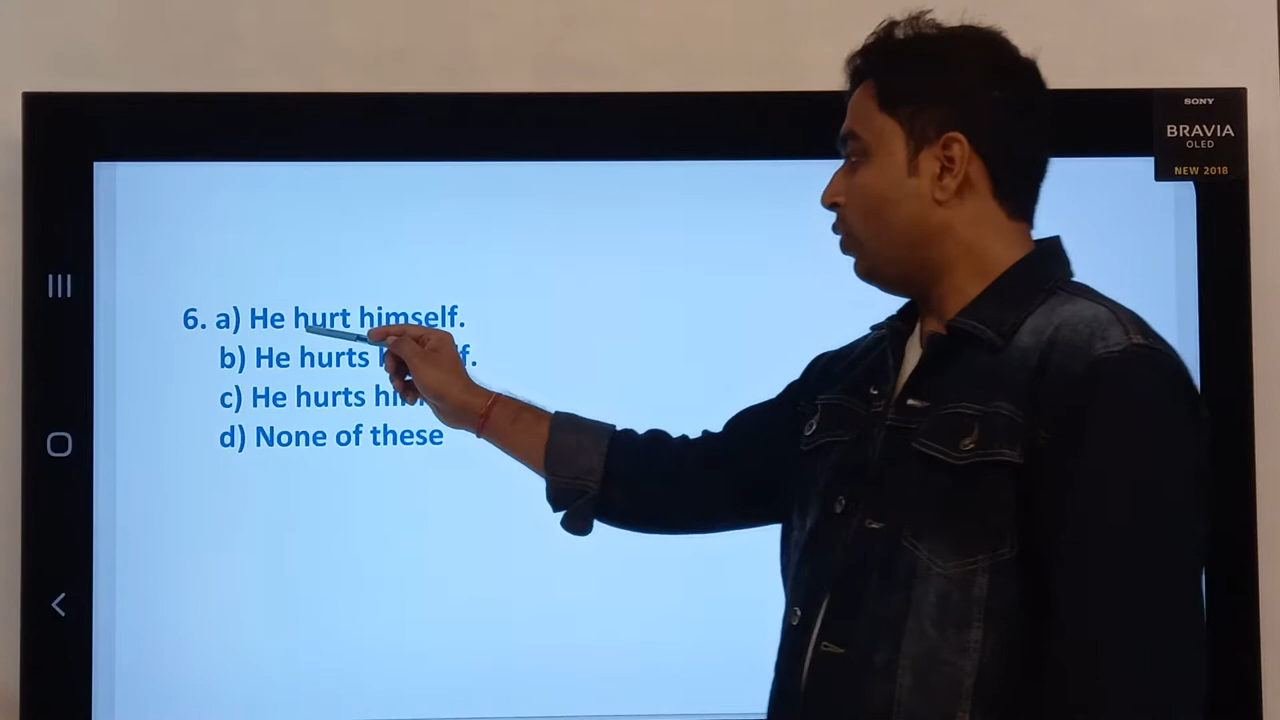 SONY
BRAVIA
OLED
NEW 2018
6. a) He hurt himself.
b) He hurts
c) He hurts
d) None of these